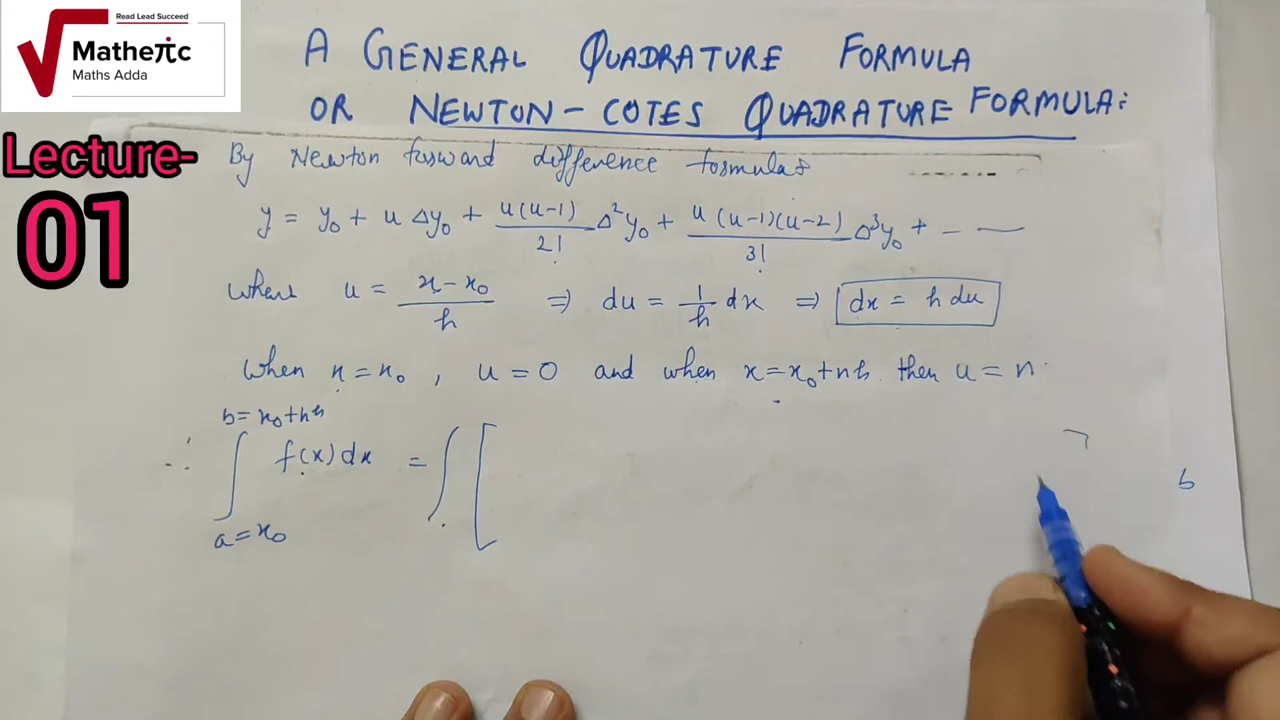 Read Lead Succeed
Matheπc
Maths Adda
Lecture-
01
A GENERAL QUADRATURE FORMULA
OR NEWTON-COTES QUADRATURE FORMULA:
By Newton forward difference formula
y = y₀ + u Δy₀ + u(u-1)/2! Δ²y₀ + u(u-1)(u-2)/3! Δ³y₀ + - —
where u = x-x₀/h ⇒ du = 1/h dx ⇒ dx = h du
When x = x₀, u = 0 and when x = x₀+nh then u = n.
b = x₀+nh
∴ ∫ f(x)dx = ∫ [ b
a = x₀